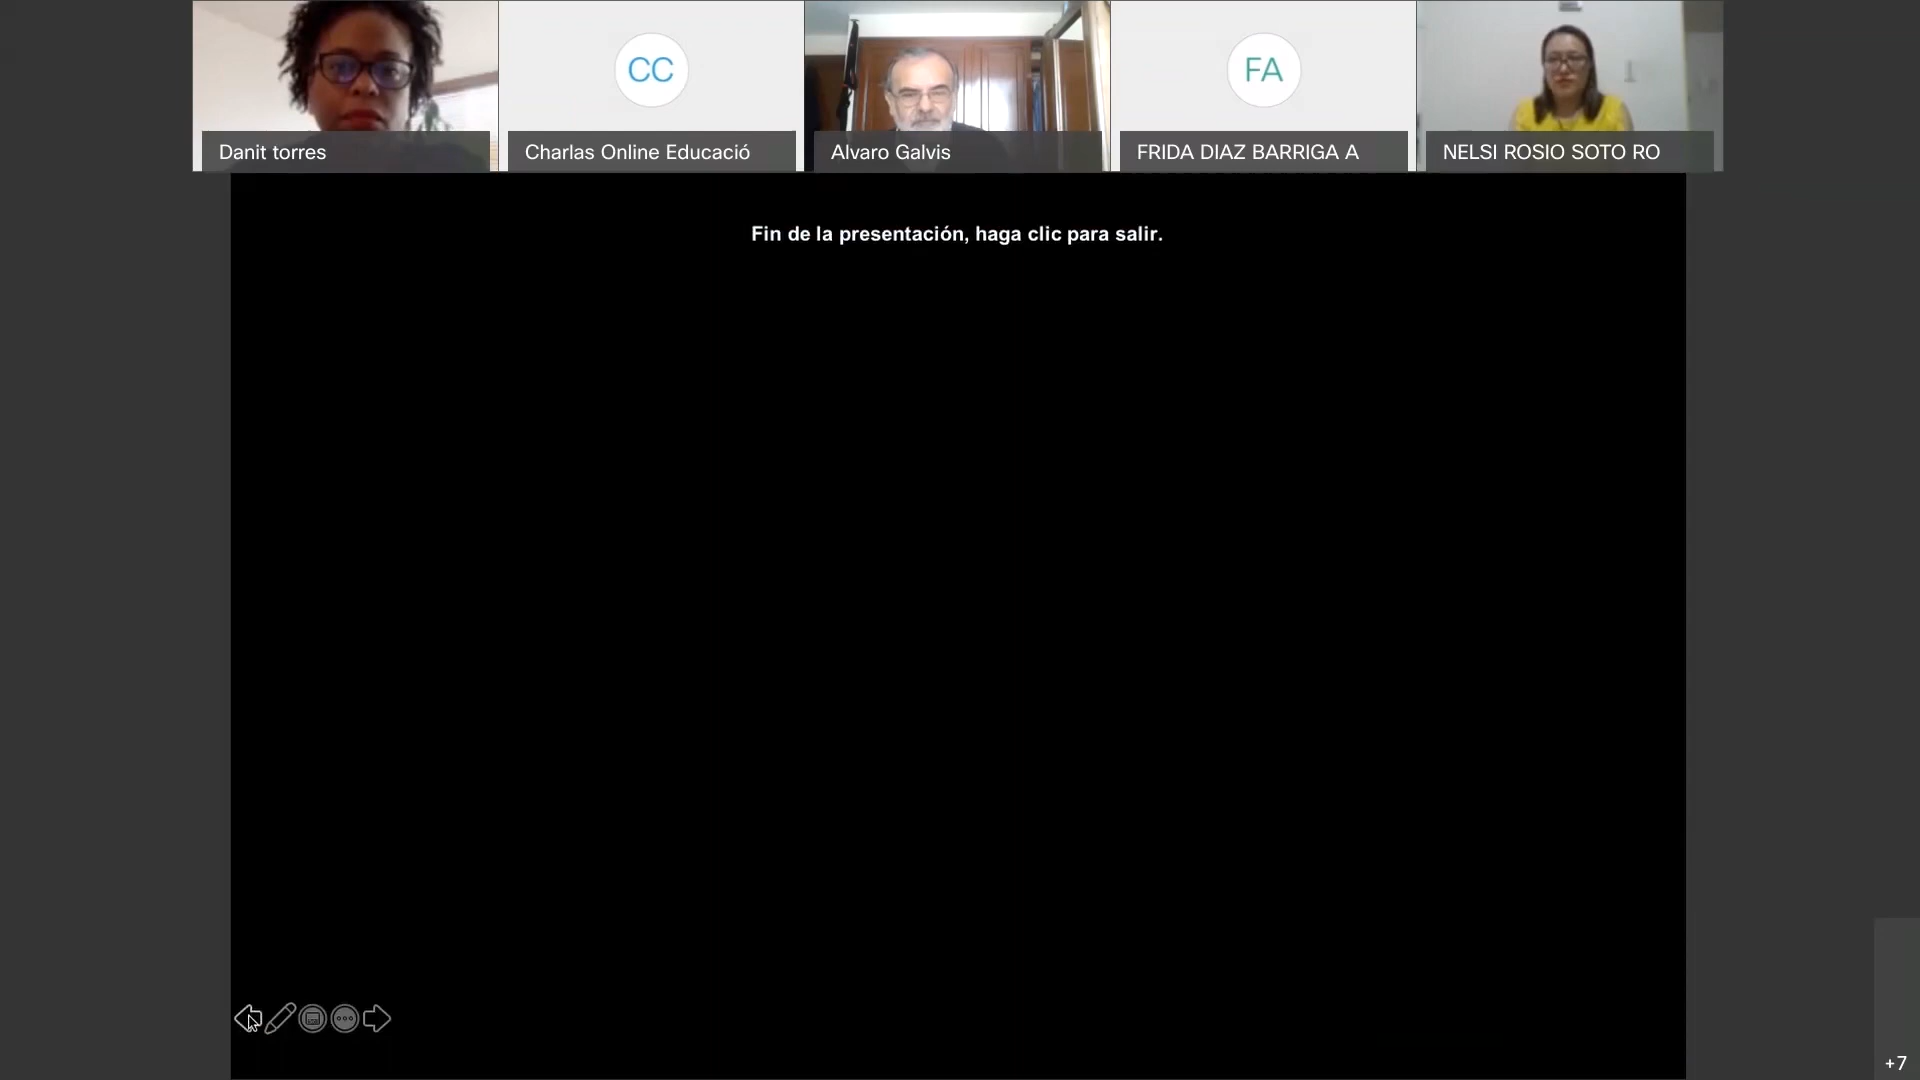 CC
FA
Danit torres
Charlas Online Educació
Alvaro Galvis
FRIDA DIAZ BARRIGA A
NELSI ROSIO SOTO RO
Fin de la presentación, haga clic para salir.
+7